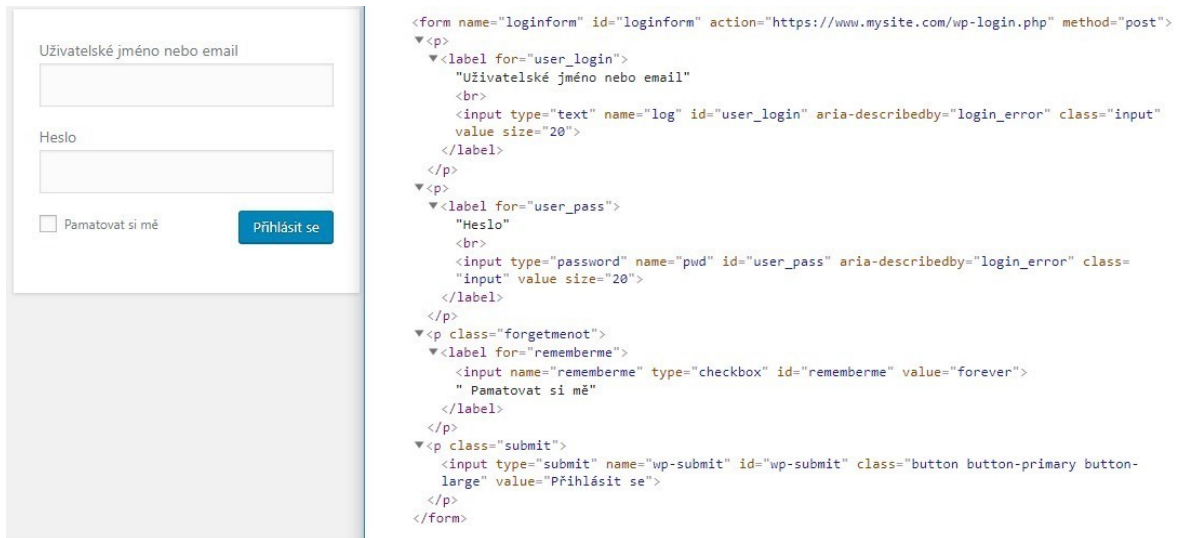 Uživatelské jméno nebo email
Heslo
Pamatovat si mě
Přihlásit se
<form name="loginform" id="loginform" action="https://www.mysite.com/wp-login.php" method="post">
▼<p>
▼<label for="user_login">
"Uživatelské jméno nebo email"
<br>
<input type="text" name="log" id="user_login" aria-describedby="login_error" class="input"
value size="20">
</label>
</p>
▼<p>
▼<label for="user_pass">
"Heslo"
<br>
<input type="password" name="pwd" id="user_pass" aria-describedby="login_error" class=
"input" value size="20">
</label>
</p>
▼<p class="forgetmenot">
▼<label for="rememberme">
<input name="rememberme" type="checkbox" id="rememberme" value="forever">
" Pamatovat si mě"
</label>
</p>
▼<p class="submit">
<input type="submit" name="wp-submit" id="wp-submit" class="button button-primary button-
large" value="Přihlásit se">
</p>
</form>